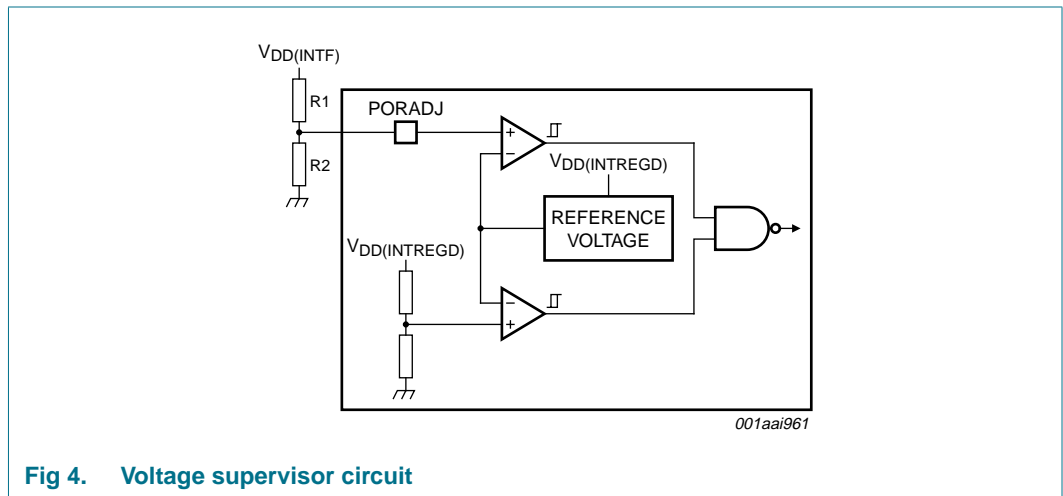 VDD(INTF)
R1
PORADJ
R2
+
−
VDD(INTREGD)
REFERENCE
VOLTAGE
VDD(INTREGD)
−
+
001aai961
Fig 4. Voltage supervisor circuit